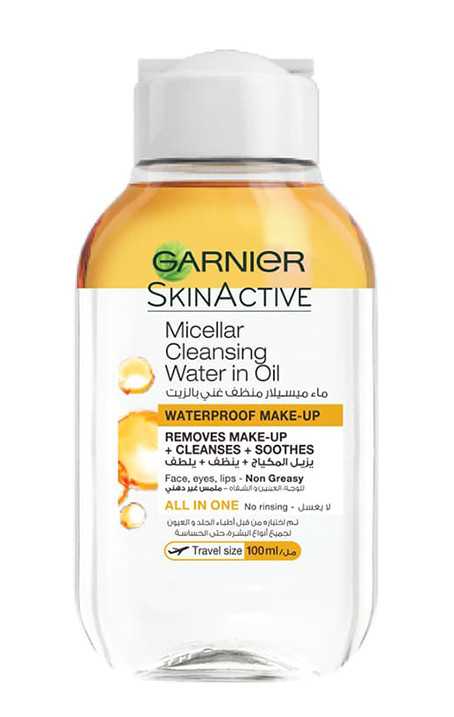 GARNIER
SKINACTIVE
Micellar
Cleansing
Water in Oil
ماء ميسيلار منظف غني بالزيت
WATERPROOF MAKE-UP
REMOVES MAKE-UP
+ CLEANSES + SOOTHES
يزيل المكياج + ينظف + يلطف
Face, eyes, lips - Non Greasy
للوجه، العينين و الشفاه - ملمس غير دهني
ALL IN ONE No rinsing - لا يغسل
تم اختباره من قبل أطباء الجلد و العيون
لجميع أنواع البشرة، حتى الحساسة
Travel size 100ml/مل